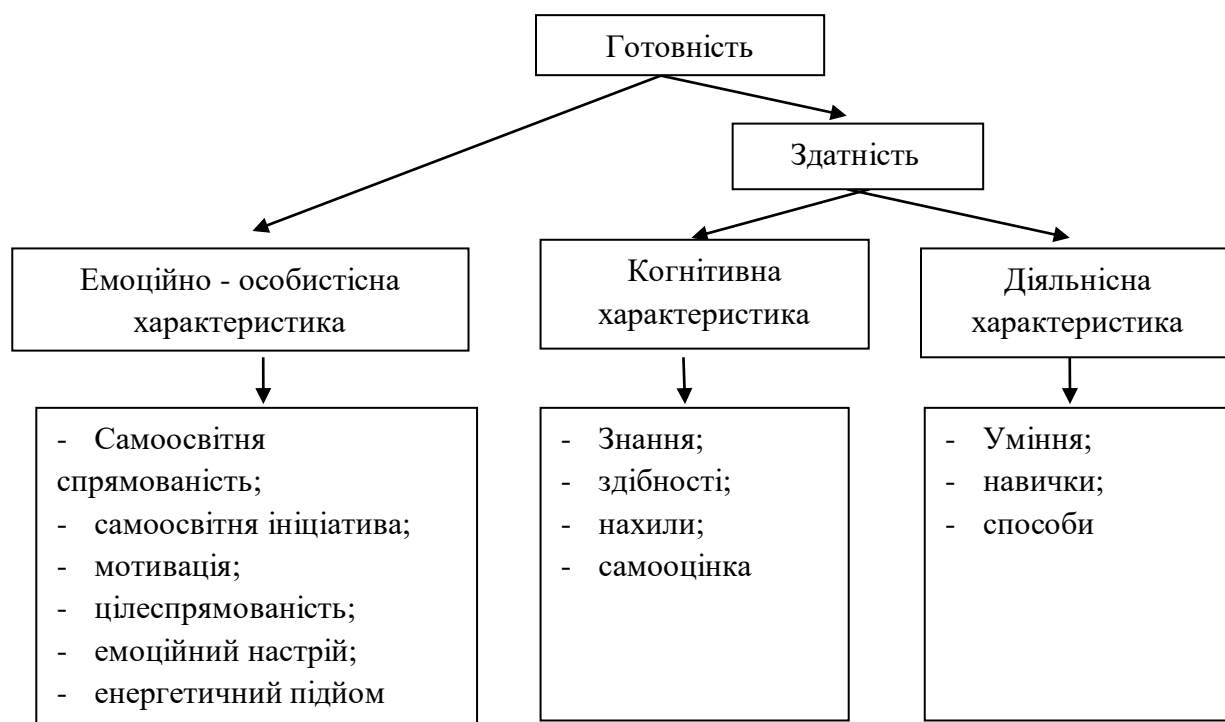 Готовність
Здатність
Емоційно - особистісна
характеристика
Когнітивна
характеристика
Діяльнісна
характеристика
- Самоосвітня
спрямованість;
- самоосвітня ініціатива;
- мотивація;
- цілеспрямованість;
- емоційний настрій;
- енергетичний підйом
- Знання;
- здібності;
- нахили;
- самооцінка
- Уміння;
- навички;
- способи